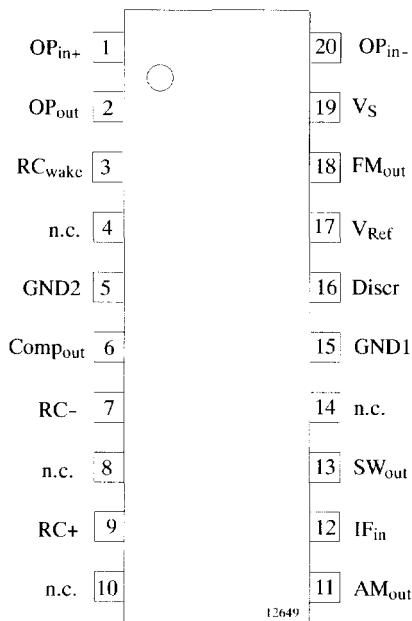 OPin+ 1 20 OPin-
OPout 2 19 VS
RCwake 3 18 FMout
n.c. 4 17 VRef
GND2 5 16 Discr
Compout 6 15 GND1
RC- 7 14 n.c.
n.c. 8 13 SWout
RC+ 9 12 IFin
n.c. 10 11 AMout
12649